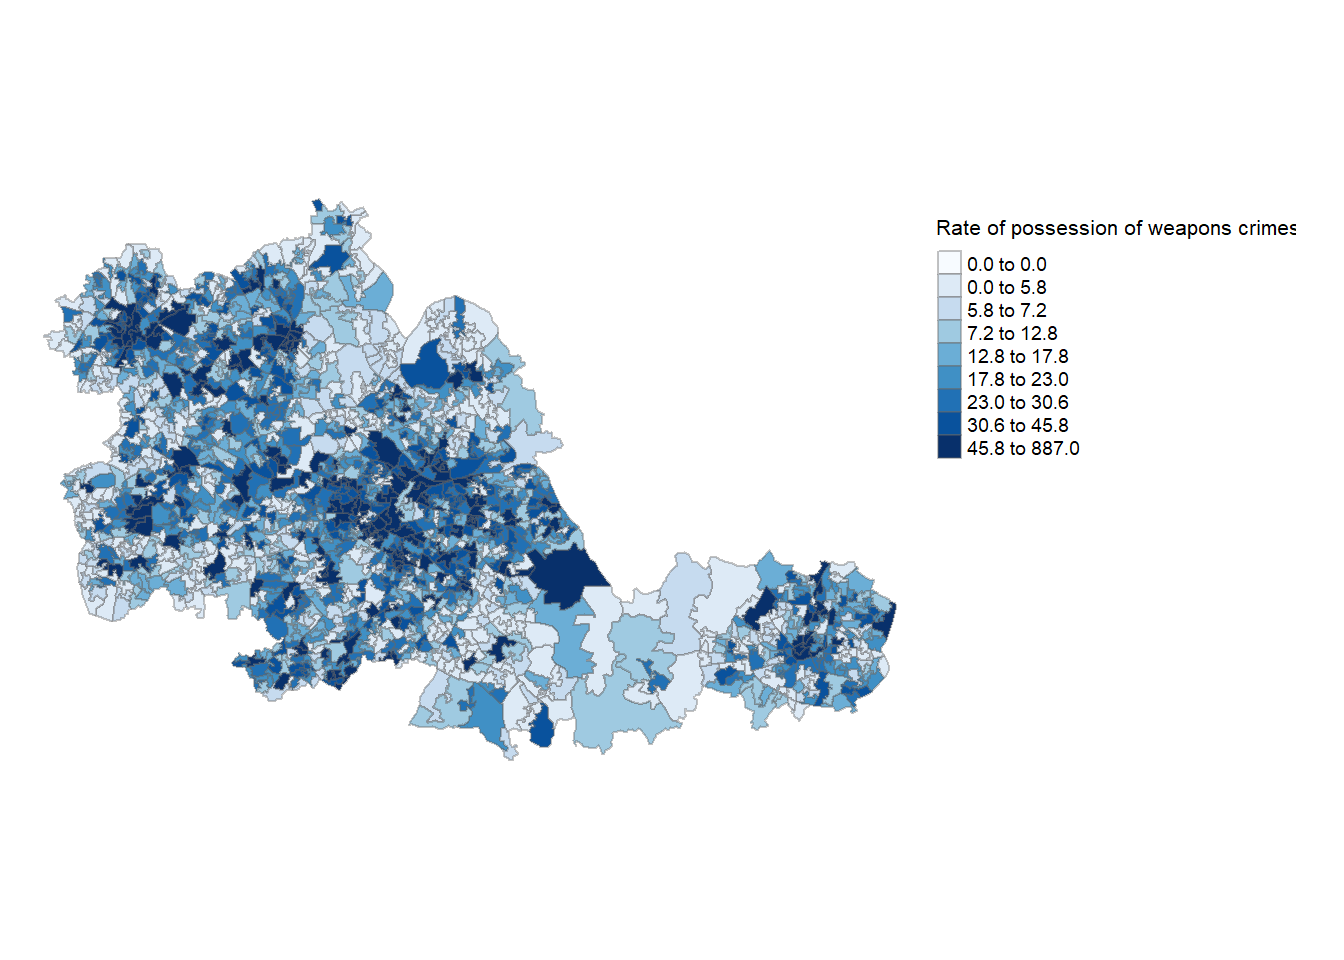 Rate of possession of weapons crimes
0.0 to 0.0
0.0 to 5.8
5.8 to 7.2
7.2 to 12.8
12.8 to 17.8
17.8 to 23.0
23.0 to 30.6
30.6 to 45.8
45.8 to 887.0